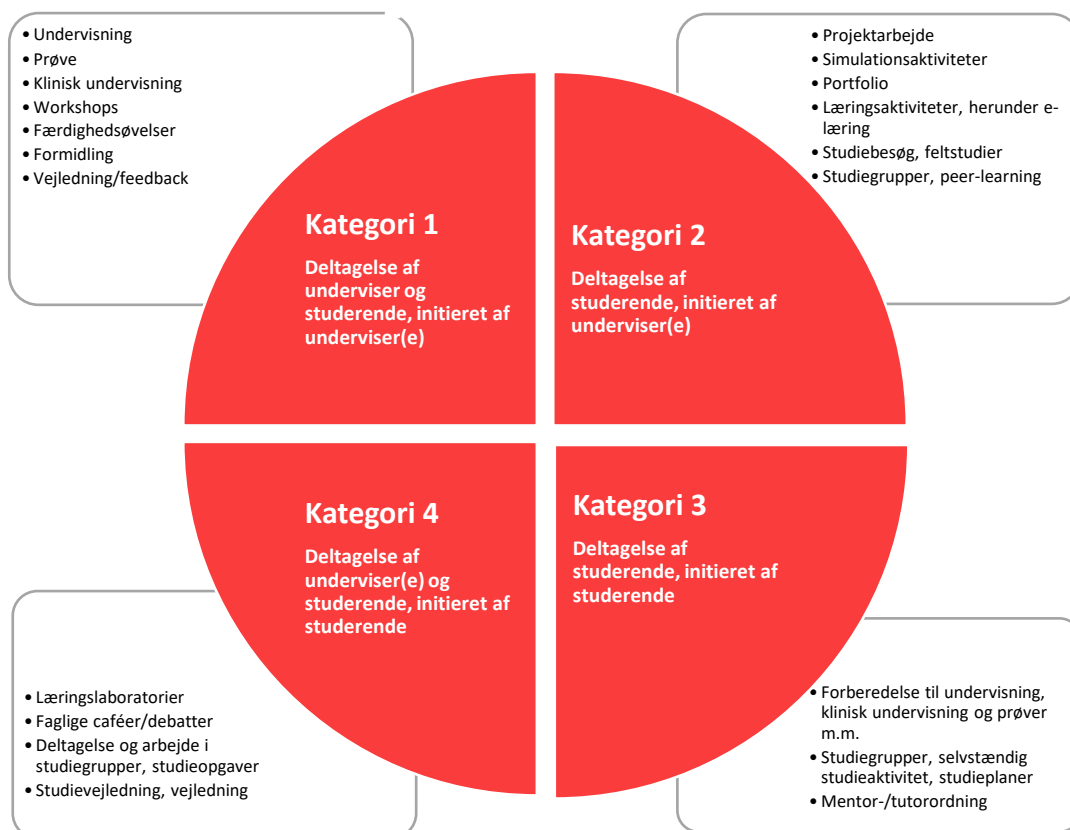 • Undervisning
• Prøve
• Klinisk undervisning
• Workshops
• Færdighedsøvelser
• Formidling
• Vejledning/feedback
• Projektarbejde
• Simulationsaktiviteter
• Portfolio
• Læringsaktiviteter, herunder e-
læring
• Studiebesøg, feltstudier
• Studiegrupper, peer-learning
Kategori 1
Deltagelse af
underviser og
studerende, initieret af
underviser(e)
Kategori 2
Deltagelse af
studerende, initieret af
underviser(e)
Kategori 4
Deltagelse af
underviser(e) og
studerende, initieret af
studerende
Kategori 3
Deltagelse af
studerende, initieret af
studerende
• Læringslaboratorier
• Faglige caféer/debatter
• Deltagelse og arbejde i
studiegrupper, studieopgaver
• Studievejledning, vejledning
• Forberedelse til undervisning,
klinisk undervisning og prøver
m.m.
• Studiegrupper, selvstændig
studieaktivitet, studieplaner
• Mentor-/tutorordning